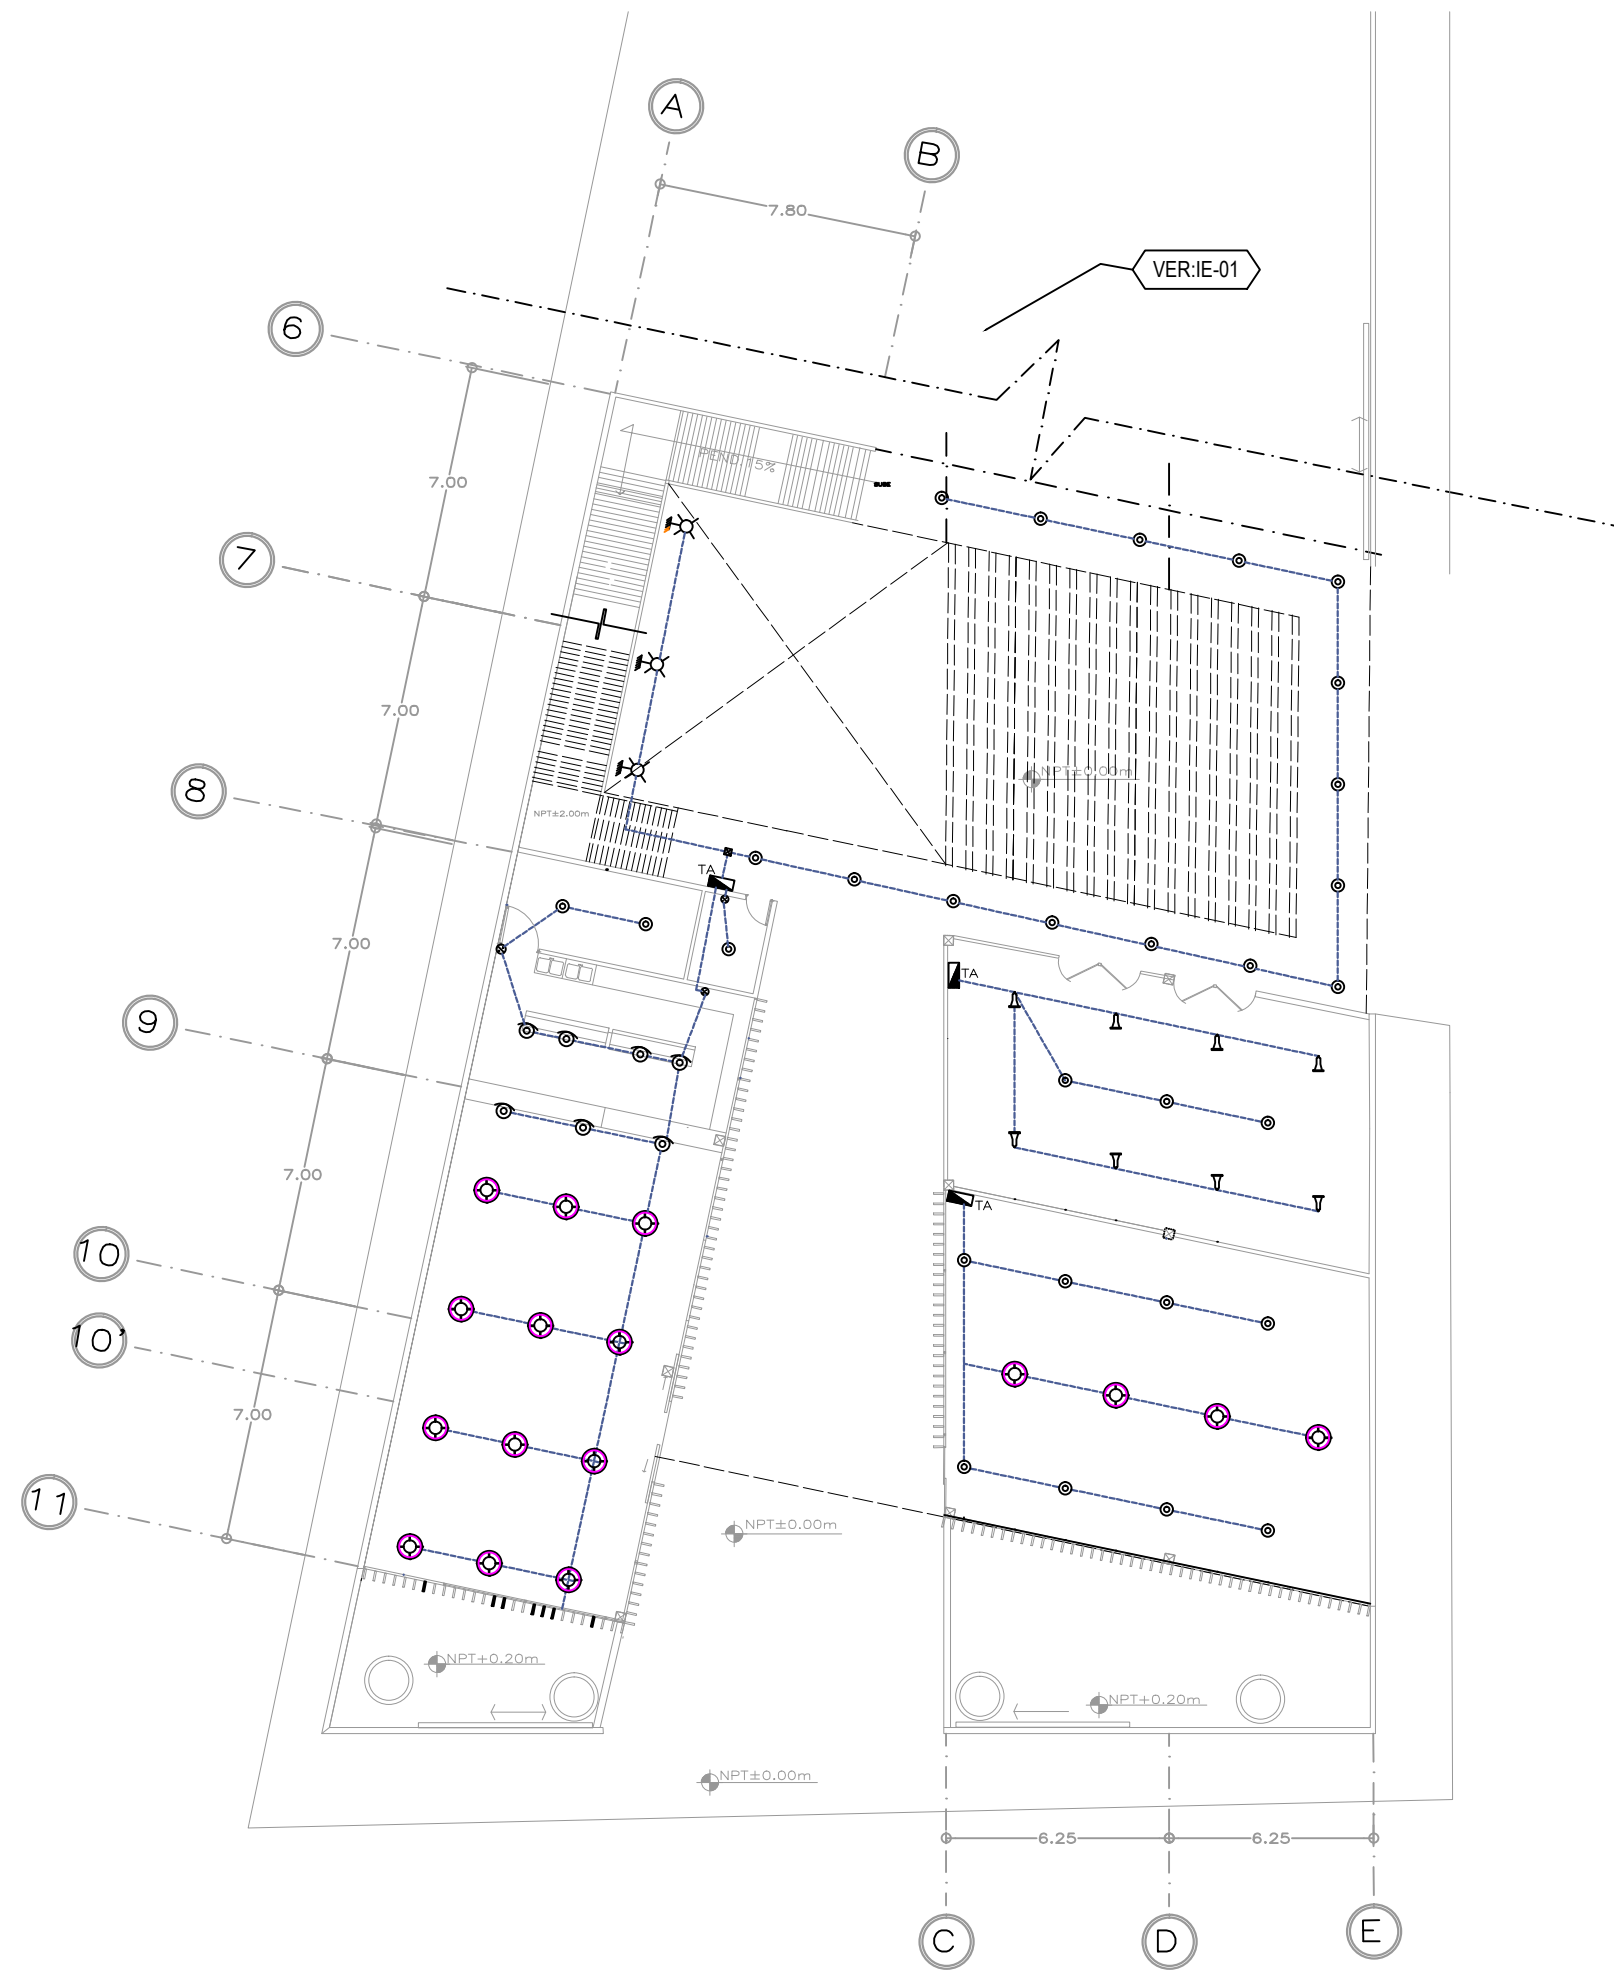 A
B
7.80
VER:IE-01
6
PEND.15%
SUBE
7.00
7
7.00
NPT±0.00m
8
NPT±2.00m
TA
7.00
TA
9
7.00
TA
10
10'
7.00
11
NPT±0.00m
NPT+0.20m
NPT+0.20m
NPT±0.00m
6.25
6.25
C
D
E